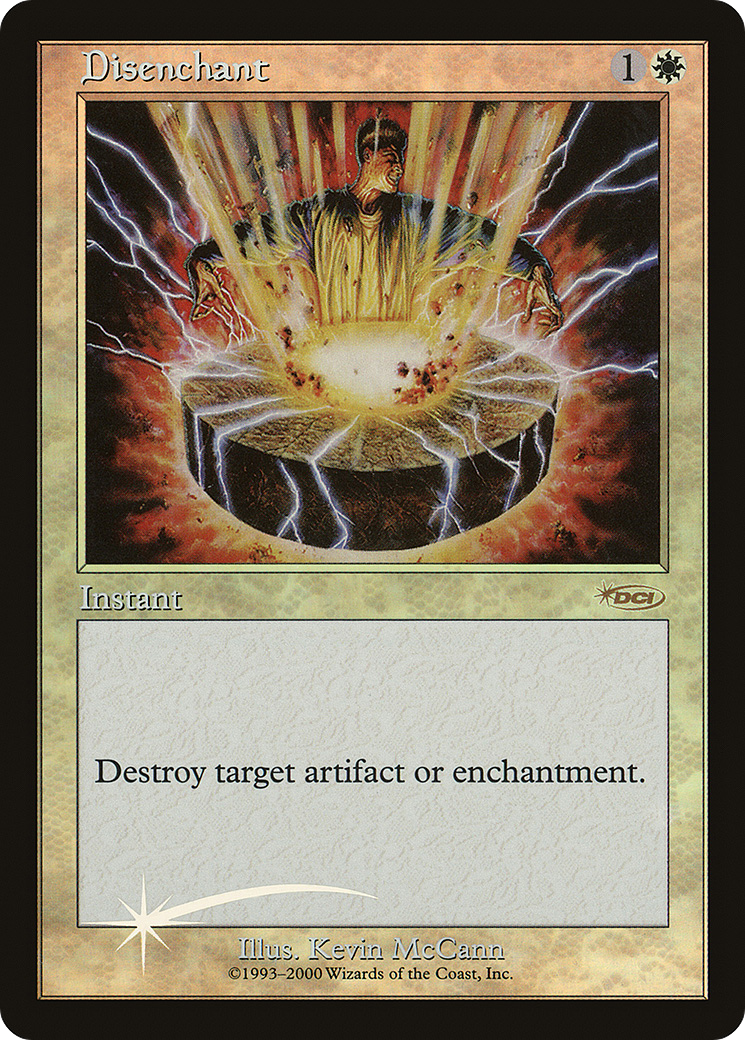 Disenchant 1
Instant DCI
Destroy target artifact or enchantment.
Illus. Kevin McCann
©1993–2000 Wizards of the Coast, Inc.